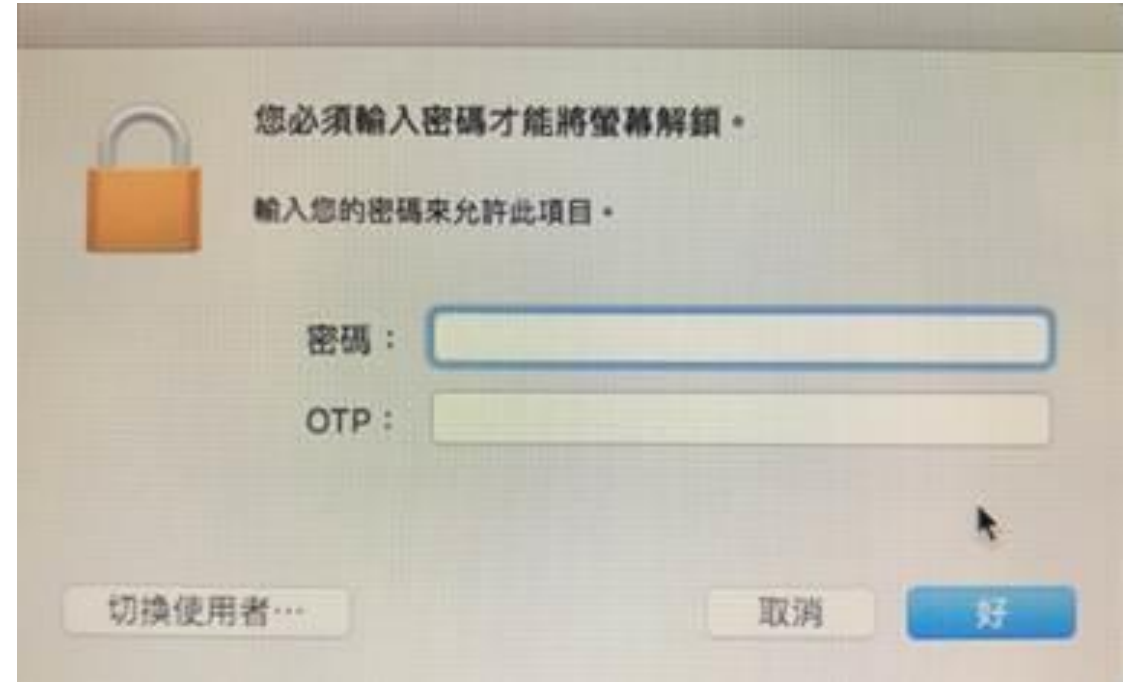 您必須輸入密碼才能將螢幕解鎖。
輸入您的密碼來允許此項目。
密碼：
OTP：
切換使用者…
取消
好